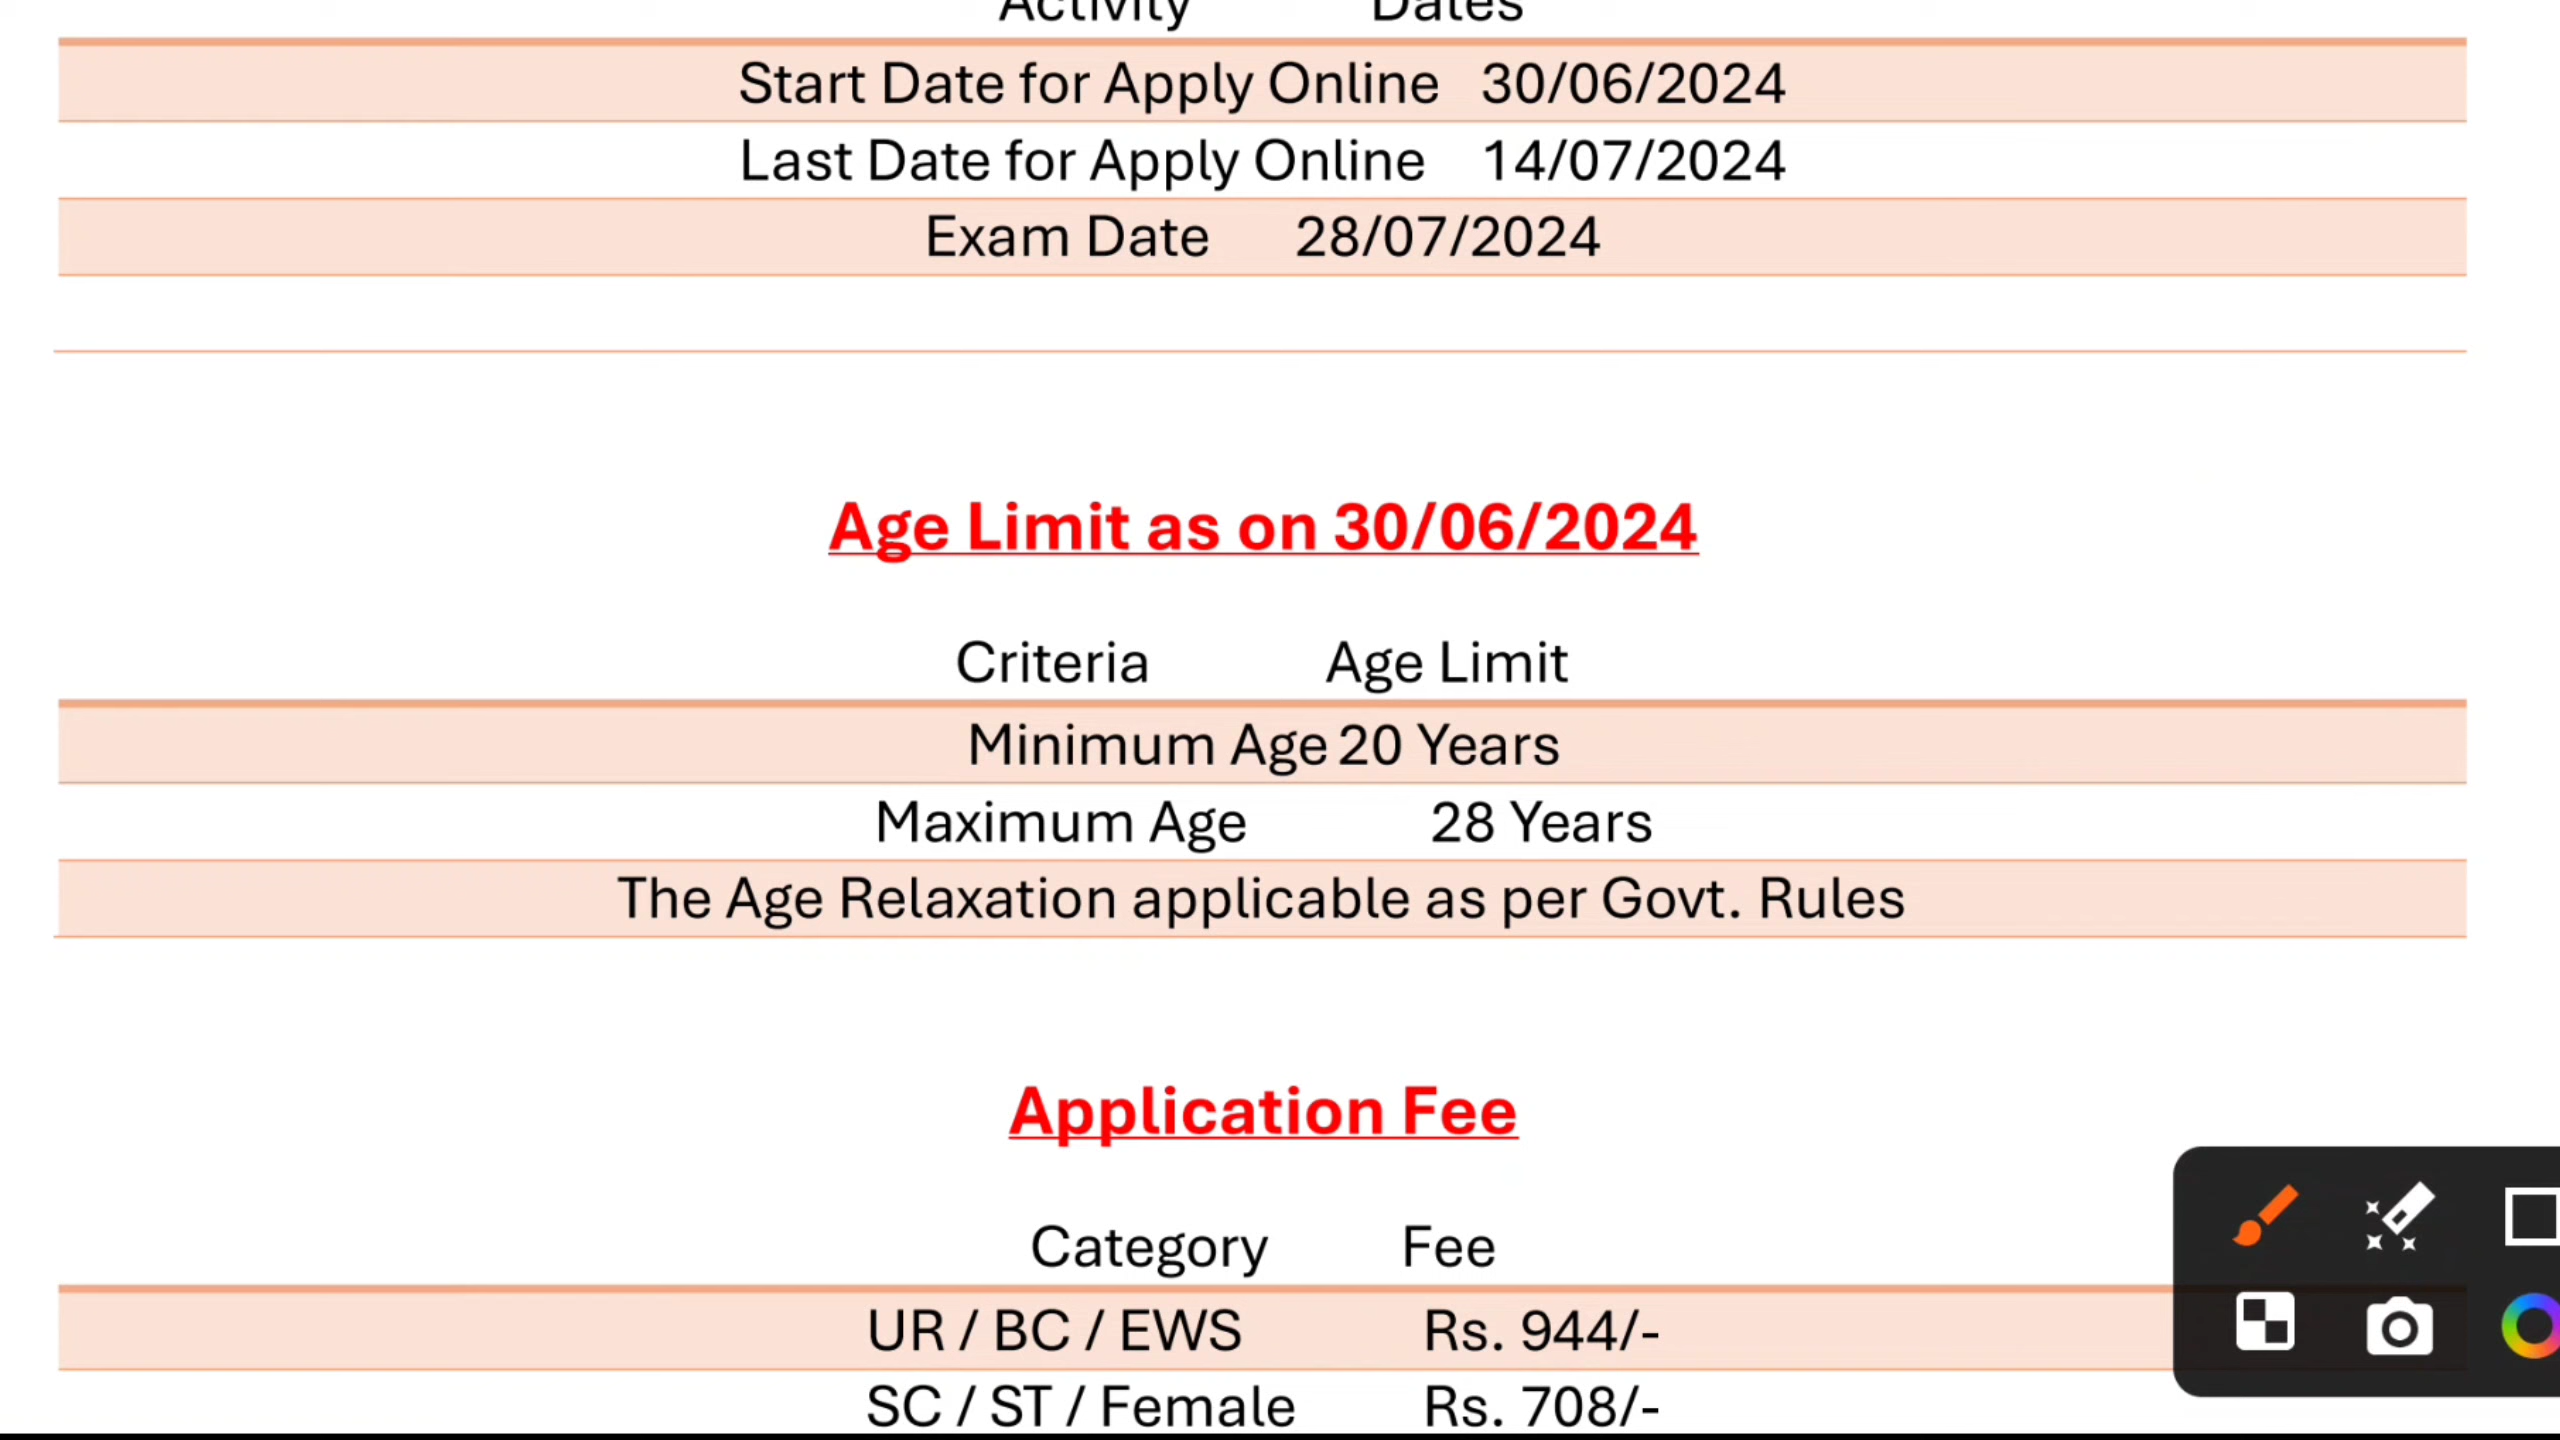 Activity Dates
Start Date for Apply Online 30/06/2024
Last Date for Apply Online 14/07/2024
Exam Date 28/07/2024
Age Limit as on 30/06/2024
Criteria Age Limit
Minimum Age 20 Years
Maximum Age 28 Years
The Age Relaxation applicable as per Govt. Rules
Application Fee
Category Fee
UR / BC / EWS Rs. 944/-
SC / ST / Female Rs. 708/-